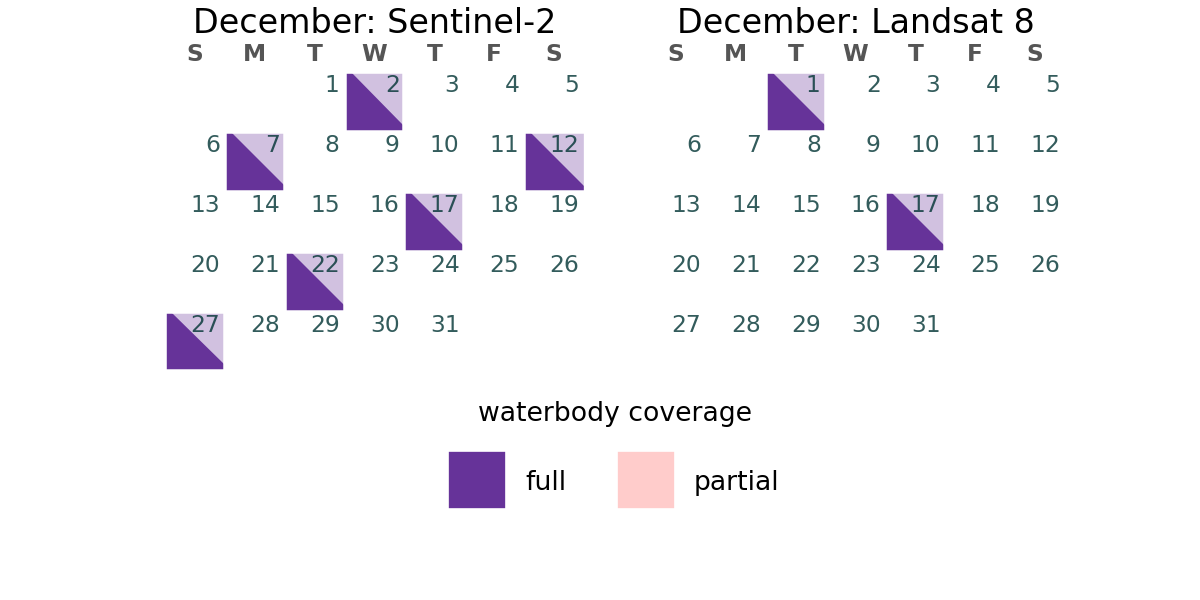 December: Sentinel-2
S M T W T F S
1 2 3 4 5
6 7 8 9 10 11 12
13 14 15 16 17 18 19
20 21 22 23 24 25 26
27 28 29 30 31
December: Landsat 8
S M T W T F S
1 2 3 4 5
6 7 8 9 10 11 12
13 14 15 16 17 18 19
20 21 22 23 24 25 26
27 28 29 30 31
waterbody coverage
full partial